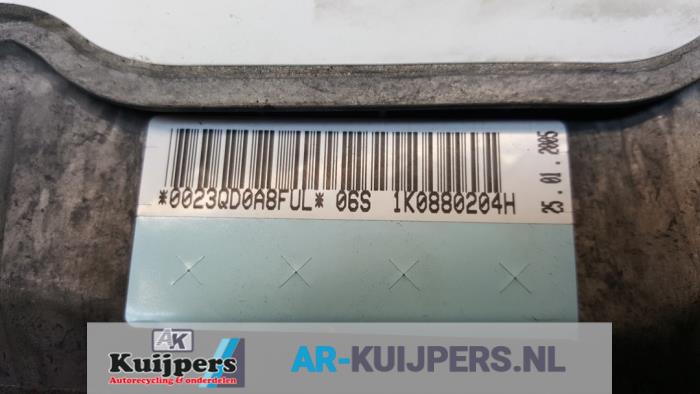 *0023QD0A8FUL* 06S 1K0880204H
25.01.2005
AK
Kuijpers
Autorecycling & onderdelen
AR-KUIJPERS.NL